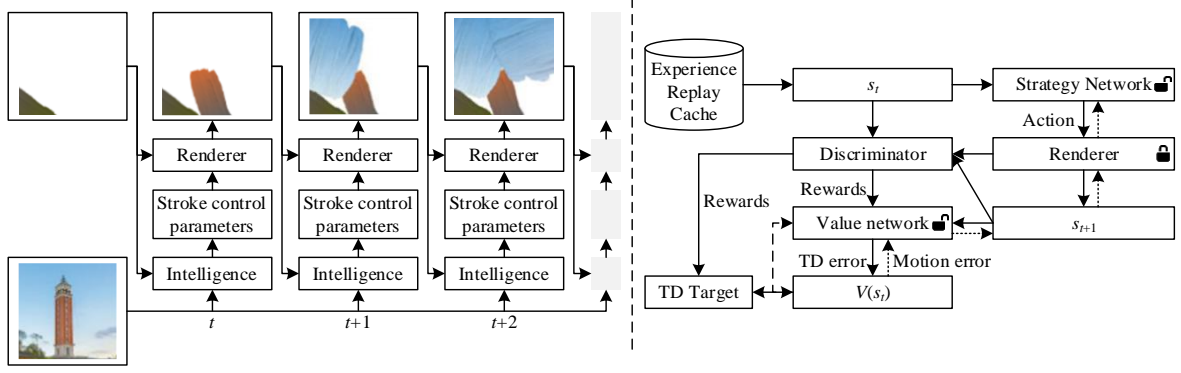 Renderer
Renderer
Renderer
Stroke control
parameters
Stroke control
parameters
Stroke control
parameters
Intelligence
Intelligence
Intelligence
t
t+1
t+2
Experience
Replay
Cache
s_t
Strategy Network
Action
Discriminator
Renderer
Rewards
Rewards
Value network
s_{t+1}
TD error
Motion error
TD Target
V(s_t)